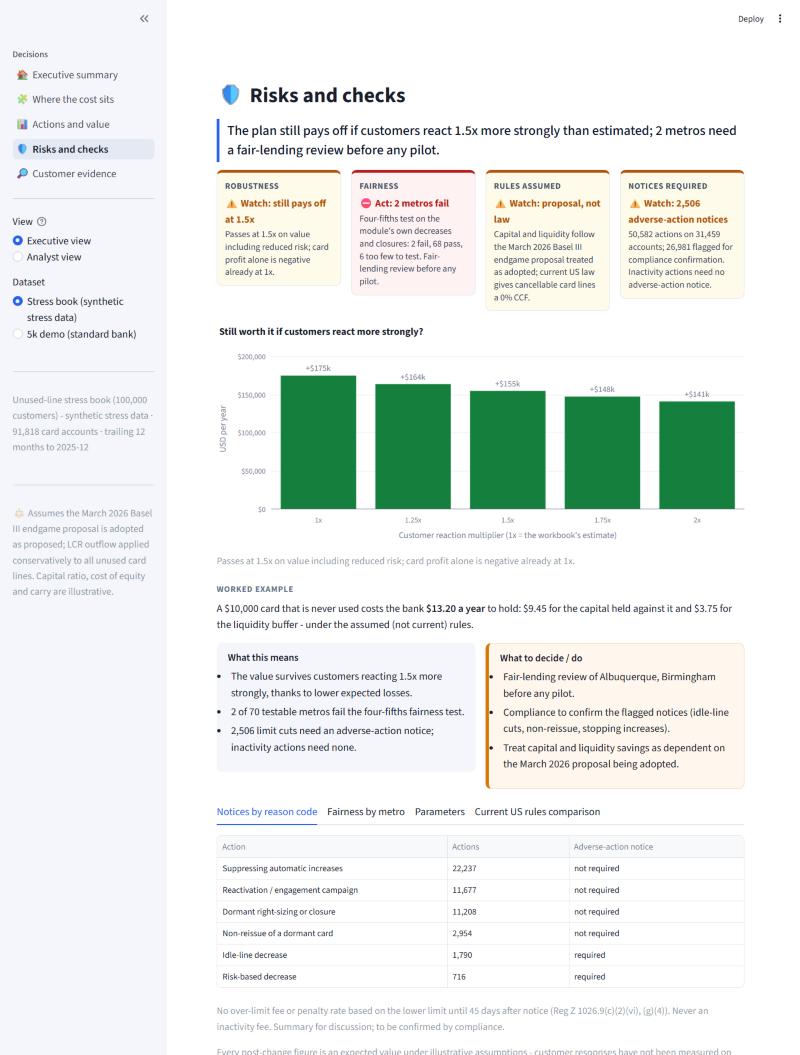 Deploy
Decisions
Executive summary
Where the cost sits
Actions and value
Risks and checks
Customer evidence
View
Executive view
Analyst view
Dataset
Stress book (synthetic
stress data)
5k demo (standard bank)
Unused-line stress book (100,000
customers) - synthetic stress data ·
91,818 card accounts · trailing 12
months to 2025-12
Assumes the March 2026 Basel
III endgame proposal is adopted
as proposed; LCR outflow applied
conservatively to all unused card
lines. Capital ratio, cost of equity
and carry are illustrative.
Risks and checks
The plan still pays off if customers react 1.5x more strongly than estimated; 2 metros need
a fair-lending review before any pilot.
ROBUSTNESS
Watch: still pays off
at 1.5x
Passes at 1.5x on value
including reduced risk; card
profit alone is negative
already at 1x.
FAIRNESS
Act: 2 metros fail
Four-fifths test on the
module's own decreases
and closures: 2 fail, 68 pass,
6 too few to test. Fair-
lending review before any
pilot.
RULES ASSUMED
Watch: proposal, not
law
Capital and liquidity follow
the March 2026 Basel III
endgame proposal treated
as adopted; current US law
gives cancellable card lines
a 0% CCF.
NOTICES REQUIRED
Watch: 2,506
adverse-action notices
50,582 actions on 31,459
accounts; 26,981 flagged for
compliance confirmation.
Inactivity actions need no
adverse-action notice.
Still worth it if customers react more strongly?
USD per year
$200,000
$150,000
$100,000
$50,000
$0
+$175k
+$164k
+$155k
+$148k
+$141k
1x
1.25x
1.5x
1.75x
2x
Customer reaction multiplier (1x = the workbook's estimate)
Passes at 1.5x on value including reduced risk; card profit alone is negative already at 1x.
WORKED EXAMPLE
A $10,000 card that is never used costs the bank $13.20 a year to hold: $9.45 for the capital held against it and $3.75 for
the liquidity buffer - under the assumed (not current) rules.
What this means
• The value survives customers reacting 1.5x more
strongly, thanks to lower expected losses.
• 2 of 70 testable metros fail the four-fifths fairness test.
• 2,506 limit cuts need an adverse-action notice;
inactivity actions need none.
What to decide / do
• Fair-lending review of Albuquerque, Birmingham
before any pilot.
• Compliance to confirm the flagged notices (idle-line
cuts, non-reissue, stopping increases).
• Treat capital and liquidity savings as dependent on
the March 2026 proposal being adopted.
Notices by reason code Fairness by metro Parameters Current US rules comparison
Action Actions Adverse-action notice
Suppressing automatic increases 22,237 not required
Reactivation / engagement campaign 11,677 not required
Dormant right-sizing or closure 11,208 not required
Non-reissue of a dormant card 2,954 not required
Idle-line decrease 1,790 required
Risk-based decrease 716 required
No over-limit fee or penalty rate based on the lower limit until 45 days after notice (Reg Z 1026.9(c)(2)(vi), (g)(4)). Never an
inactivity fee. Summary for discussion; to be confirmed by compliance.
Every post-change figure is an expected value under illustrative assumptions - customer responses have not been measured on